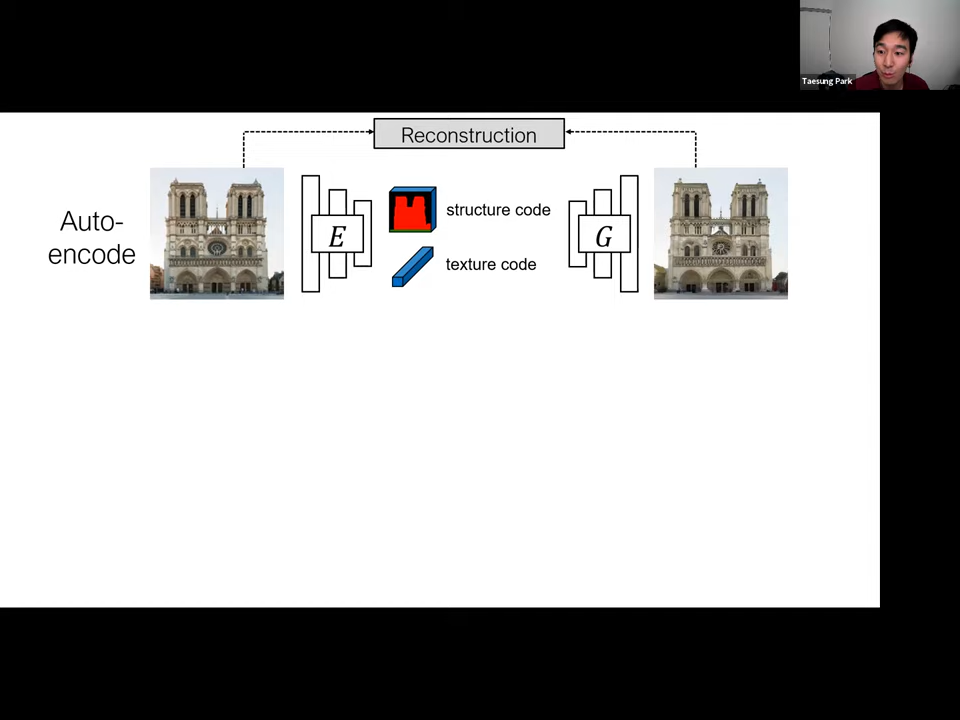 Taesung Park
Reconstruction
Auto-
encode
E
structure code
texture code
G